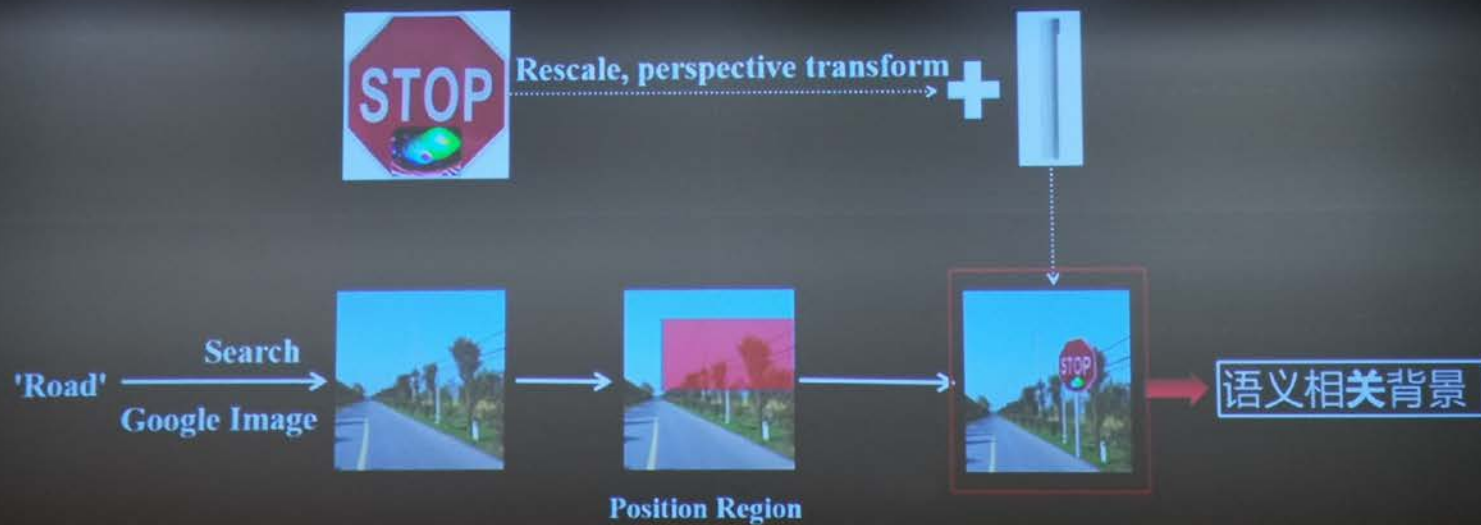 STOP
Rescale, perspective transform
'Road'
Search
Google Image
STOP
语义相关背景
Position Region